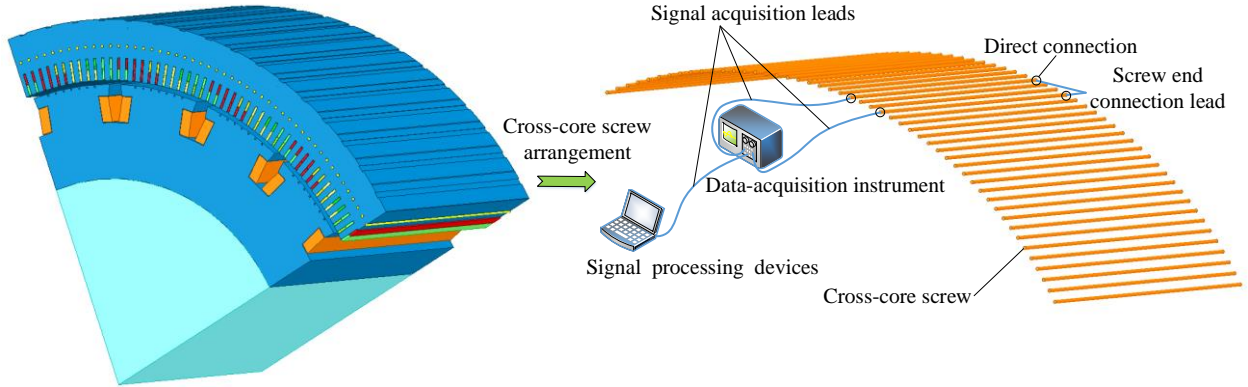 Signal acquisition leads
Direct connection
Screw end
connection lead
Cross-core screw
arrangement
Data-acquisition instrument
Signal processing devices
Cross-core screw